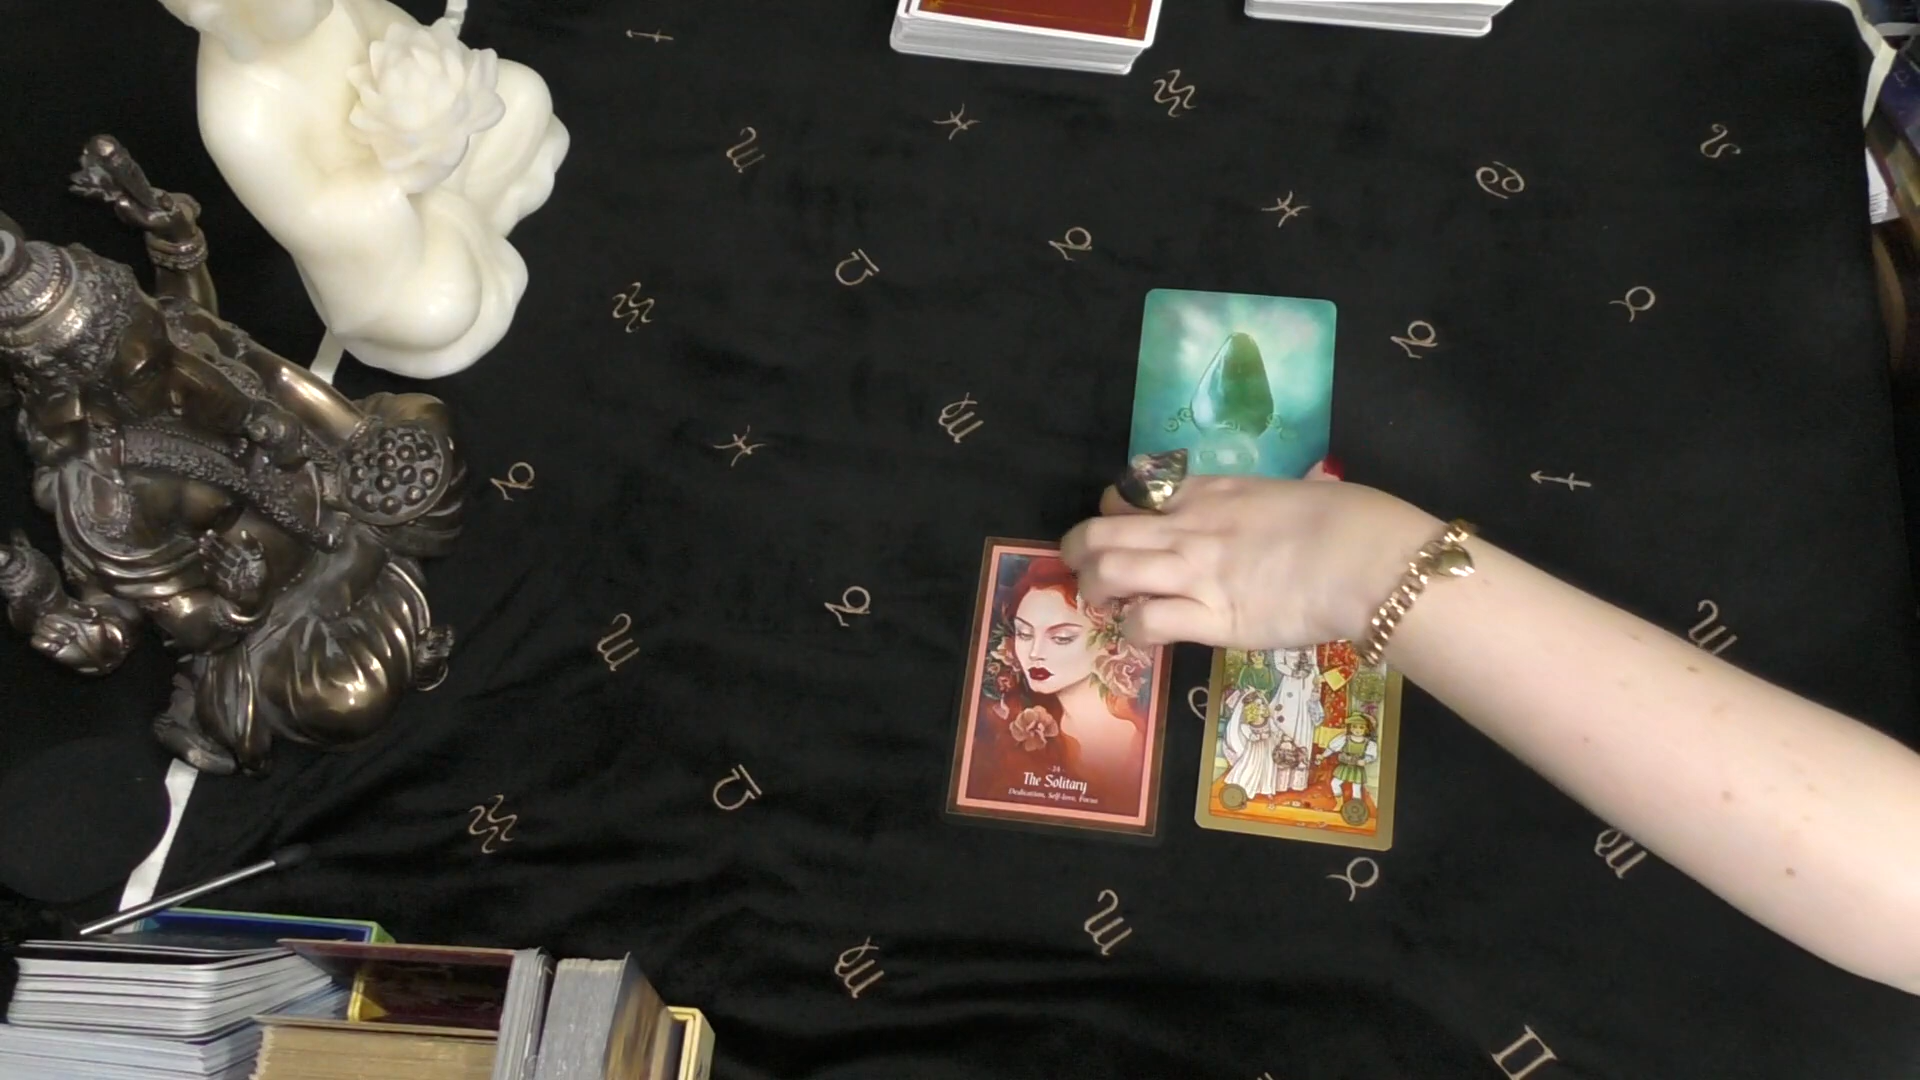 - 24 -
The Solitary
Dedication, Self-love, Focus